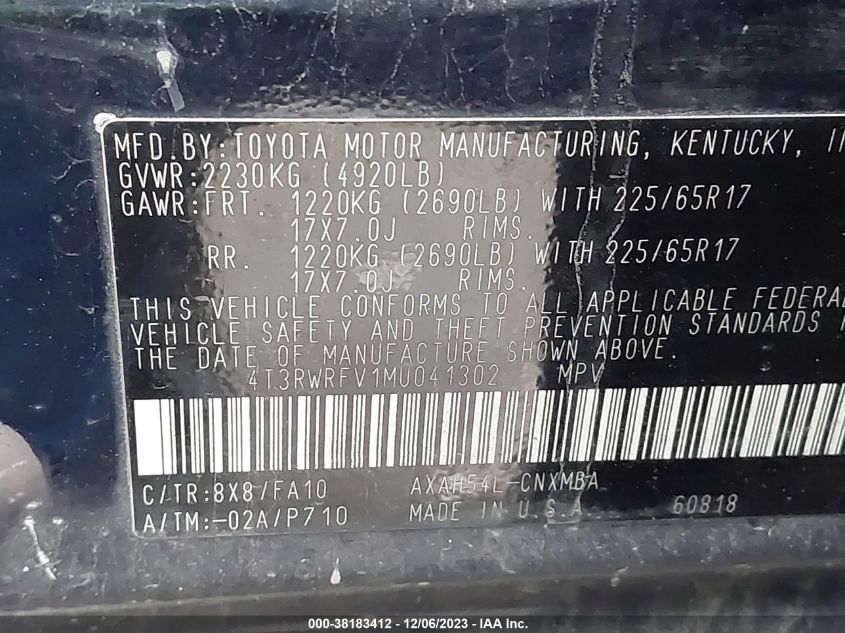 MFD.BY:TOYOTA MOTOR MANUFACTURING, KENTUCKY, IN
GVWR:2230KG (4920LB)
GAWR:FRT. 1220KG (2690LB) WITH 225/65R17
17X7.0J RIMS.
RR. 1220KG (2690LB) WITH 225/65R17
17X7.0J RIMS.
THIS VEHICLE CONFORMS TO ALL APPLICABLE FEDERAL
VEHICLE SAFETY AND THEFT PREVENTION STANDARDS
THE DATE OF MANUFACTURE SHOWN ABOVE.
4T3RWRFV1MU041302 MPV
C/TR:8X8/FA10 AXAH54L-CNXMBA
A/TM:-02A/P710 MADE IN U.S.A 60818
000-38183412 - 12/06/2023 - IAA Inc.